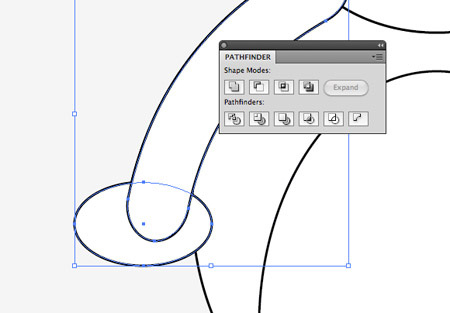 PATHFINDER
Shape Modes:
Expand
Pathfinders: